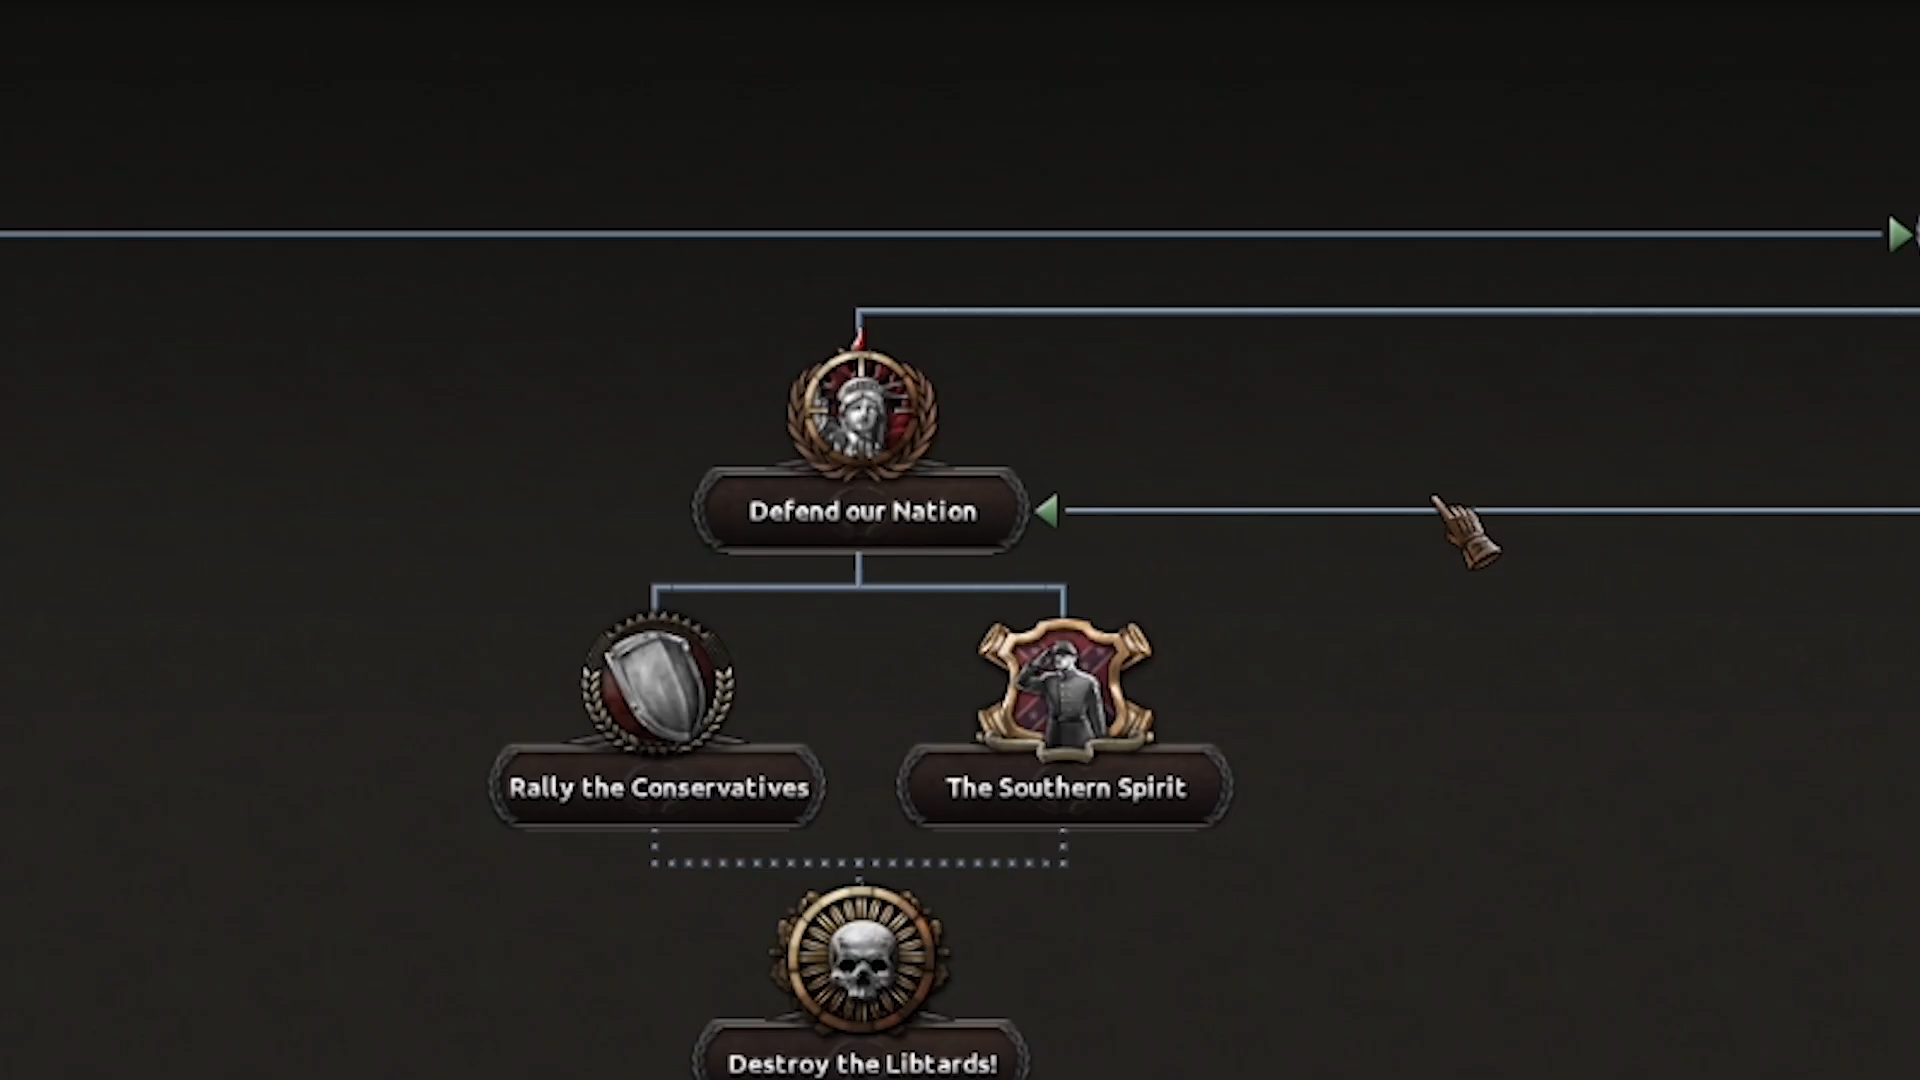 Defend our Nation
Rally the Conservatives
The Southern Spirit
Destroy the Libtards!